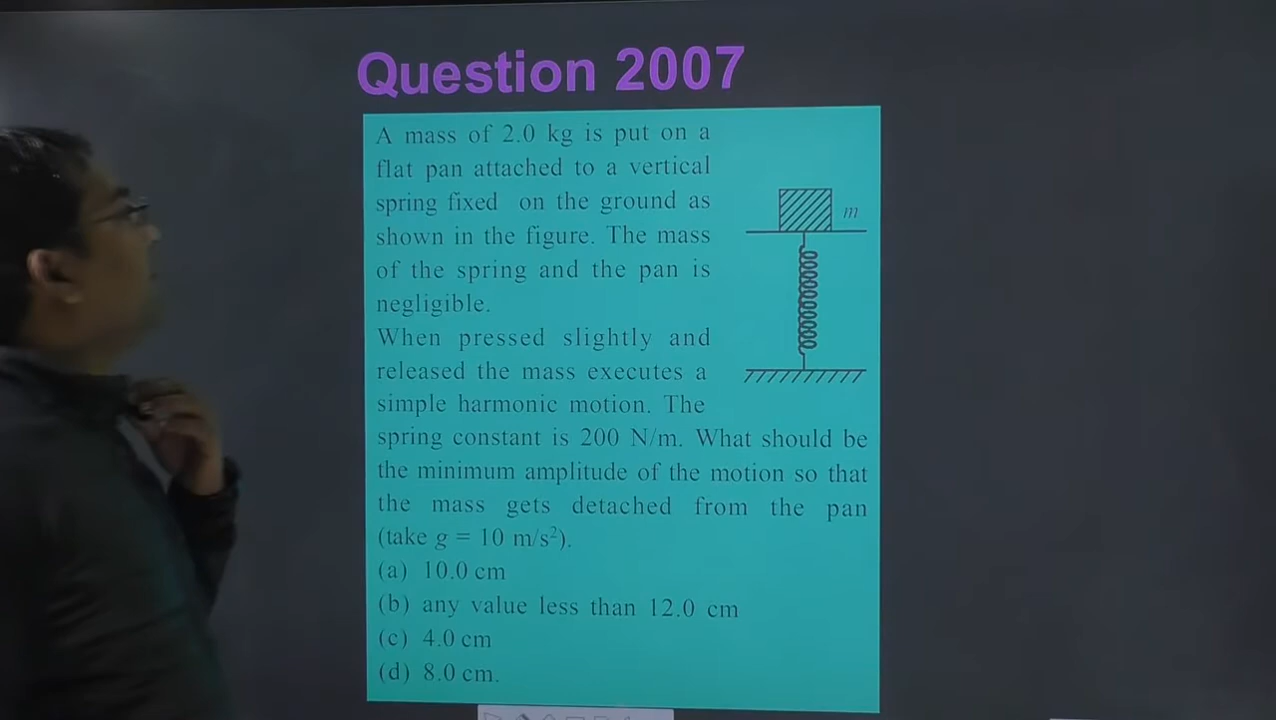 Question 2007
A mass of 2.0 kg is put on a
flat pan attached to a vertical
spring fixed on the ground as
shown in the figure. The mass
of the spring and the pan is
negligible.
When pressed slightly and
released the mass executes a
simple harmonic motion. The
spring constant is 200 N/m. What should be
the minimum amplitude of the motion so that
the mass gets detached from the pan
(take g = 10 m/s²).
(a) 10.0 cm
(b) any value less than 12.0 cm
(c) 4.0 cm
(d) 8.0 cm.
m